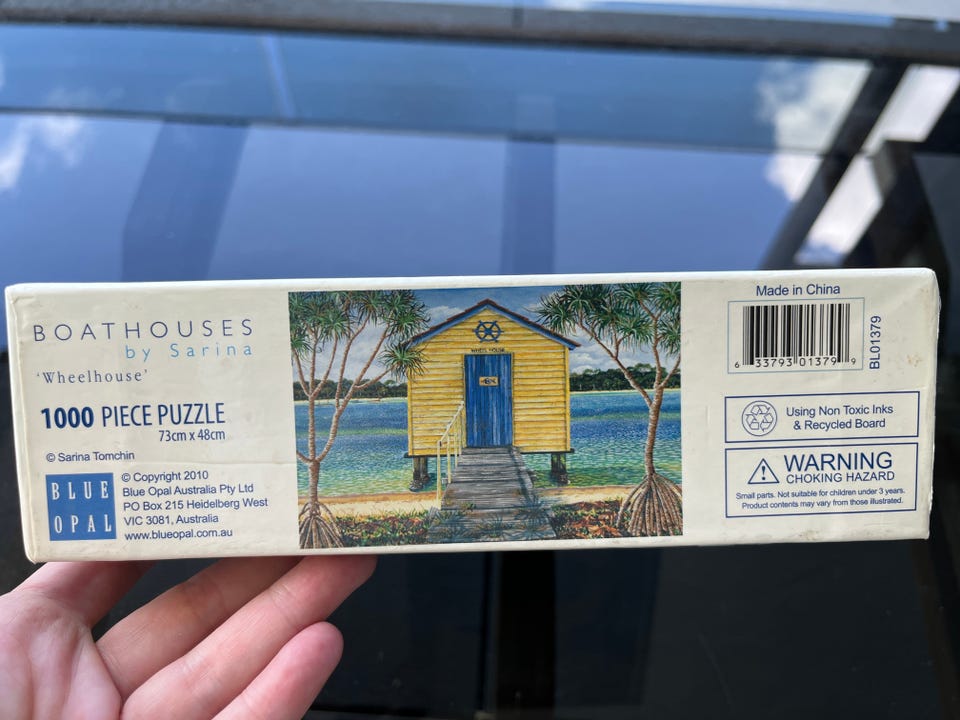 BOATHOUSES
by Sarina
'Wheelhouse'
1000 PIECE PUZZLE
73cm x 48cm
© Sarina Tomchin
BLUE
OPAL
© Copyright 2010
Blue Opal Australia Pty Ltd
PO Box 215 Heidelberg West
VIC 3081, Australia
www.blueopal.com.au
WHEEL HOUSE
Made in China
6 33793 01379 9
BL01379
Using Non Toxic Inks
& Recycled Board
WARNING
CHOKING HAZARD
Small parts. Not suitable for children under 3 years.
Product contents may vary from those illustrated.